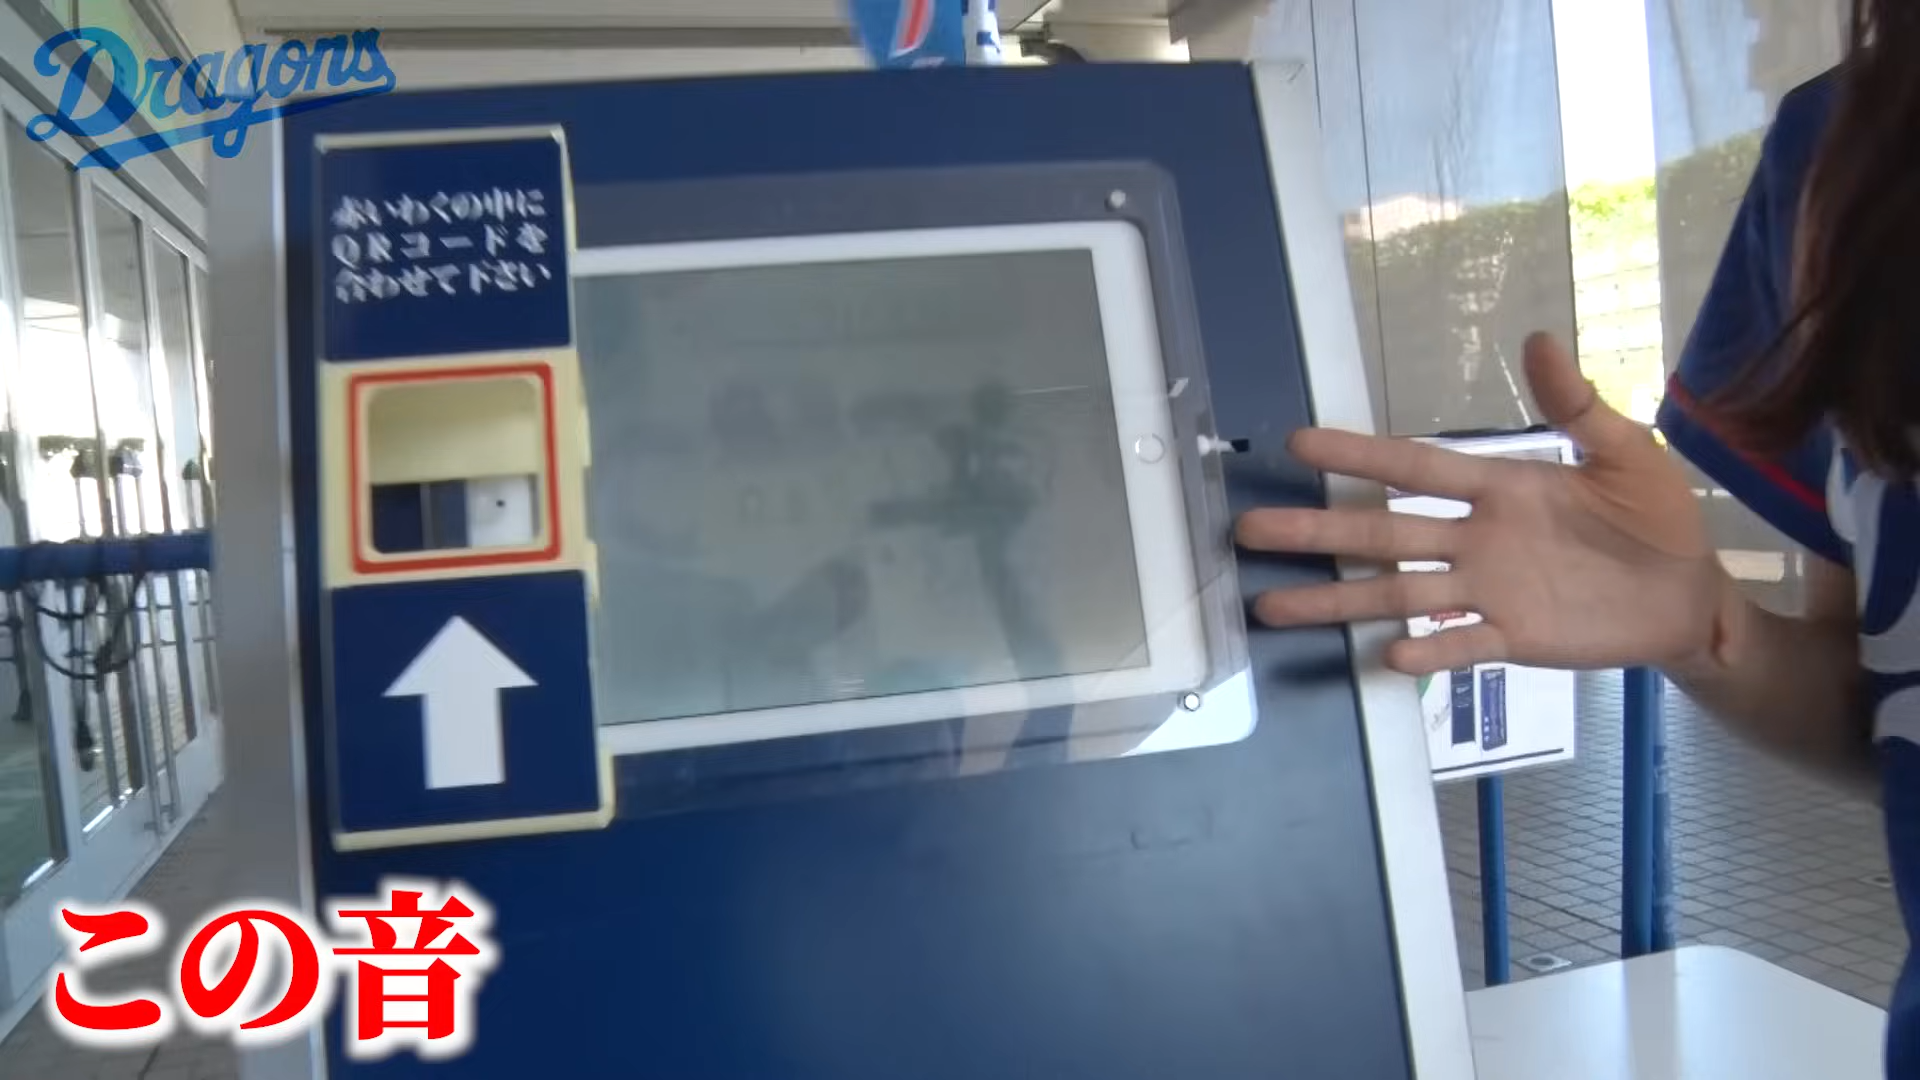 Dragons
赤いわくの中に
QRコードを
合わせて下さい
この音